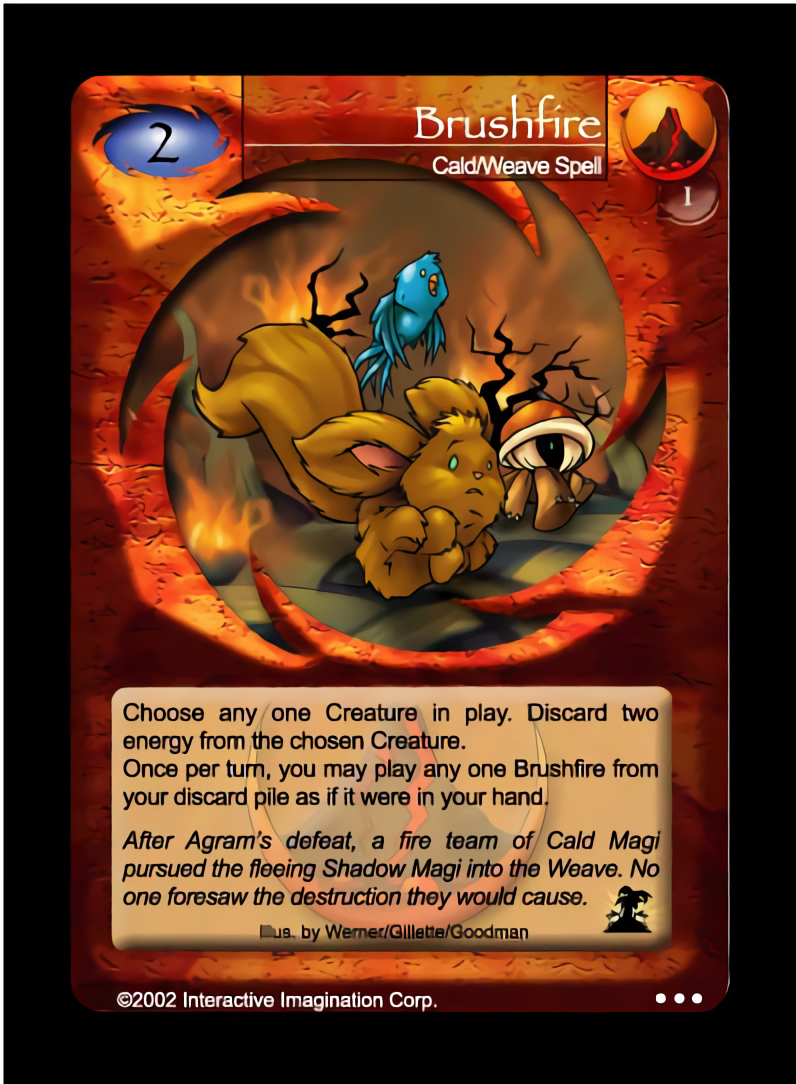 2
Brushfire
Cald/Weave Spell
1
Choose any one Creature in play. Discard two
energy from the chosen Creature.
Once per turn, you may play any one Brushfire from
your discard pile as if it were in your hand.
After Agram's defeat, a fire team of Cald Magi
pursued the fleeing Shadow Magi into the Weave. No
one foresaw the destruction they would cause.
Illus. by Werner/Gillette/Goodman
©2002 Interactive Imagination Corp.